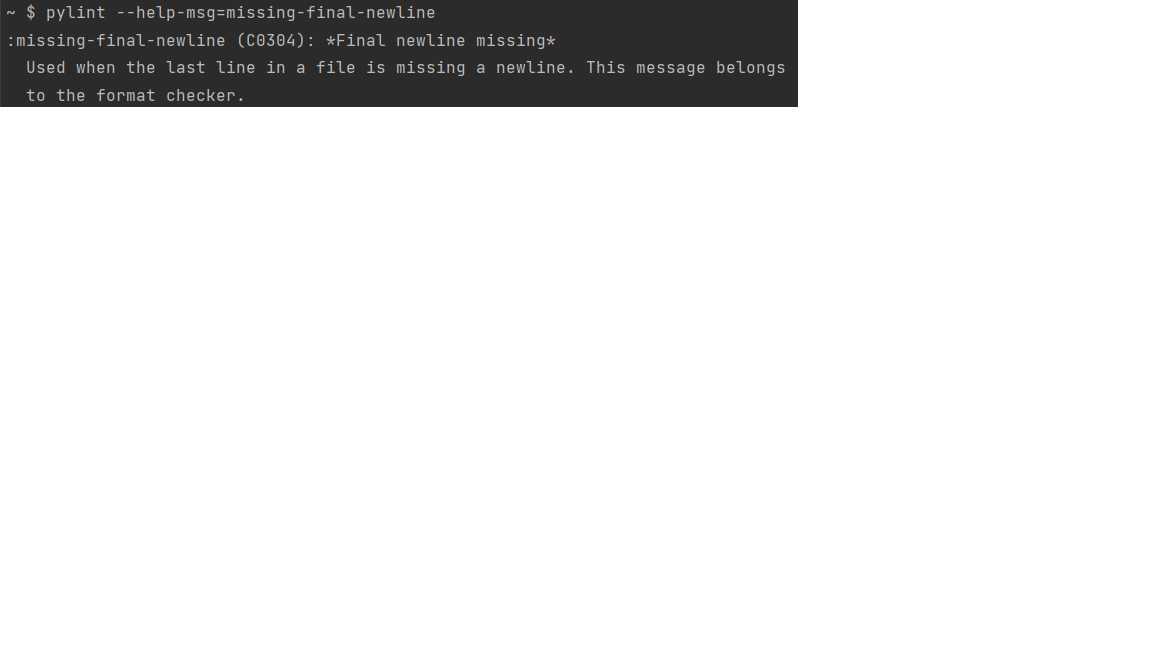 ~ $ pylint --help-msg=missing-final-newline
:missing-final-newline (C0304): *Final newline missing*
  Used when the last line in a file is missing a newline. This message belongs
  to the format checker.